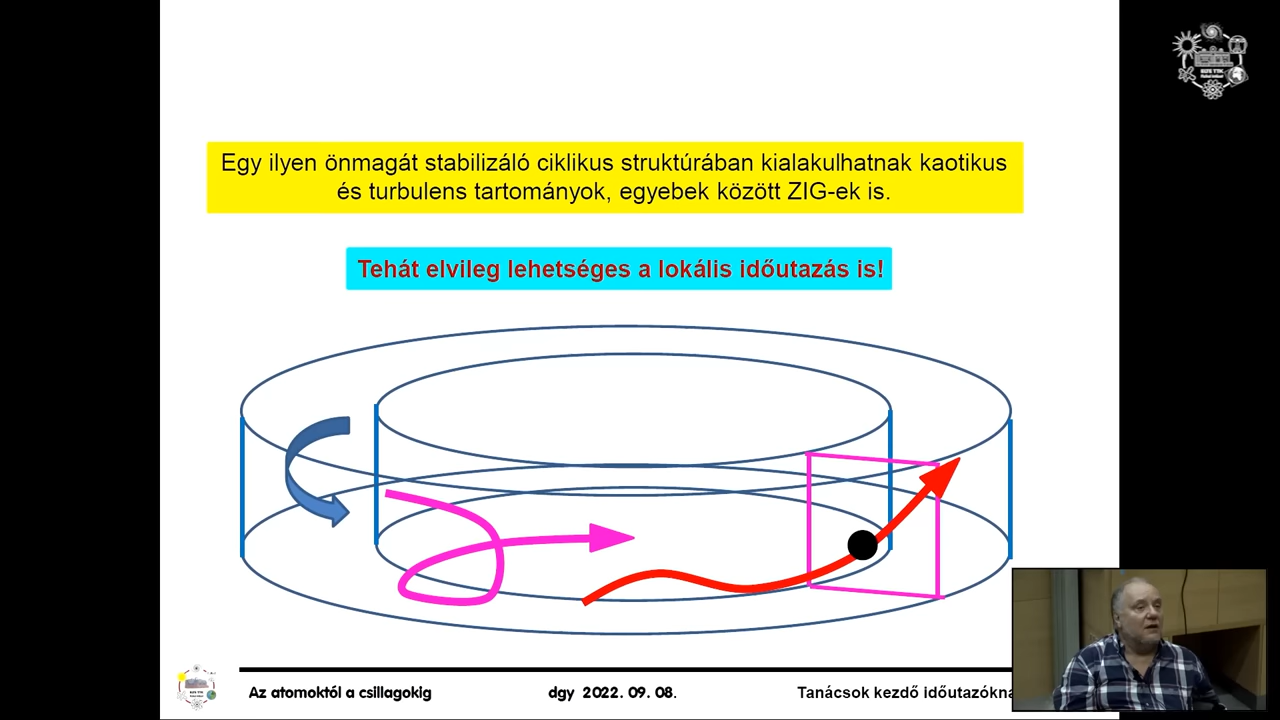 Egy ilyen önmagát stabilizáló ciklikus struktúrában kialakulhatnak kaotikus
és turbulens tartományok, egyebek között ZIG-ek is.
Tehát elvileg lehetséges a lokális időutazás is!
Az atomoktól a csillagokig
dgy 2022. 09. 08.
Tanácsok kezdő